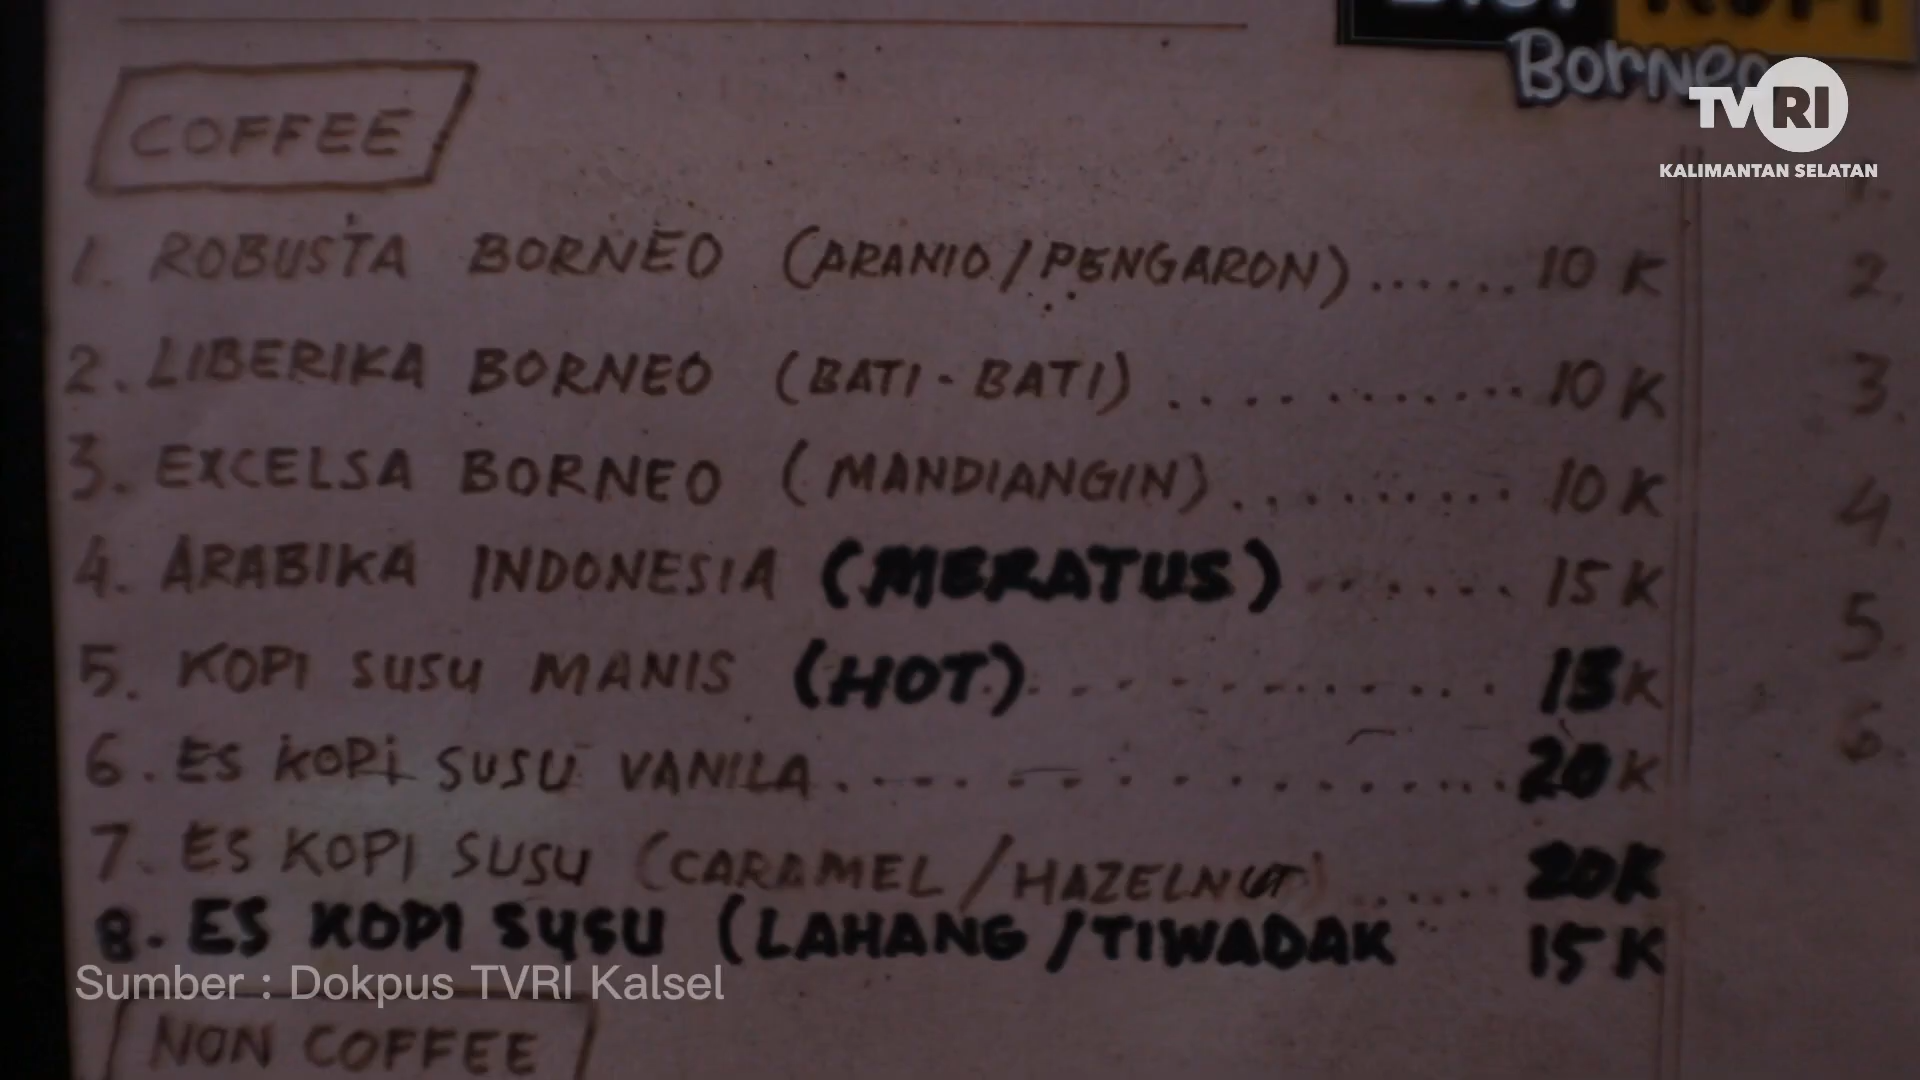 KOPI
Borneo
TVRI
KALIMANTAN SELATAN
COFFEE
1. ROBUSTA BORNEO (ARANIO/PENGARON)...... 10 K
2. LIBERIKA BORNEO (BATI-BATI) ............ 10 K
3. EXCELSA BORNEO (MANDIANGIN).......... 10 K
4. ARABIKA INDONESIA (MERATUS)....... 15 K
5. KOPI SUSU MANIS (HOT)............. K
6. ES KOPI SUSU VANILA............... 20 K
7. ES KOPI SUSU (CARAMEL/HAZELNUT)..... 20K
8. ES KOPI SUSU (LAHANG/TIWADAK 15 K
Sumber : Dokpus TVRI Kalsel
NON COFFEE
1.
2.
3.
4.
5.
6.